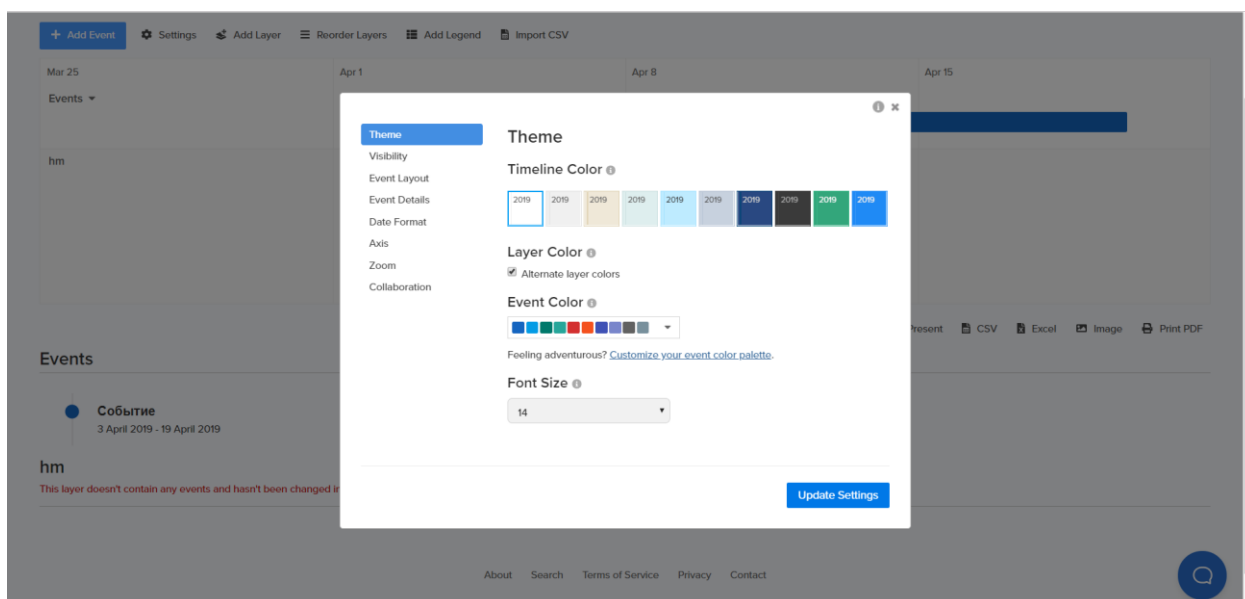 Add Event Settings Add Layer Reorder Layers Add Legend Import CSV
Mar 25 Apr 1 Apr 8 Apr 15
Events
hm
Theme
Visibility
Event Layout
Event Details
Date Format
Axis
Zoom
Collaboration
Theme
Timeline Color
2019 2019 2019 2019 2019 2019 2019 2019 2019 2019
Layer Color
Alternate layer colors
Event Color
Feeling adventurous? Customize your event color palette.
Font Size
14
Update Settings
Present CSV Excel Image Print PDF
Events
Событие
3 April 2019 - 19 April 2019
hm
This layer doesn't contain any events and hasn't been changed
About Search Terms of Service Privacy Contact